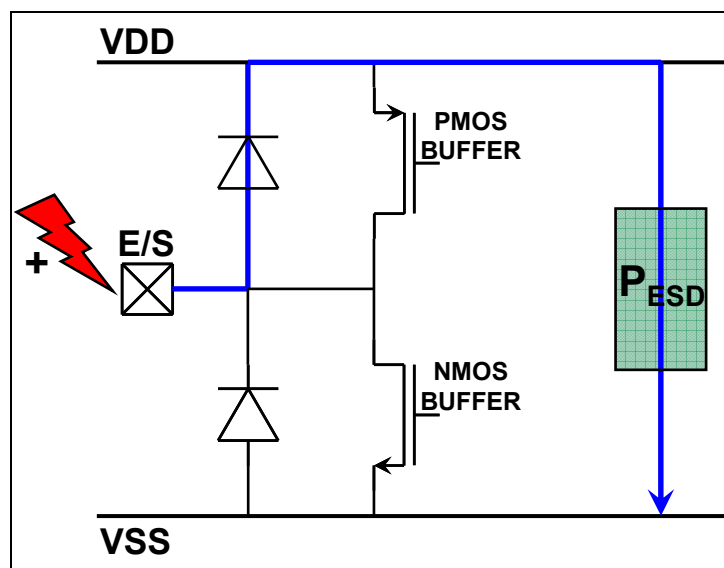 VDD
PMOS
BUFFER
E/S
+
PESD
NMOS
BUFFER
VSS